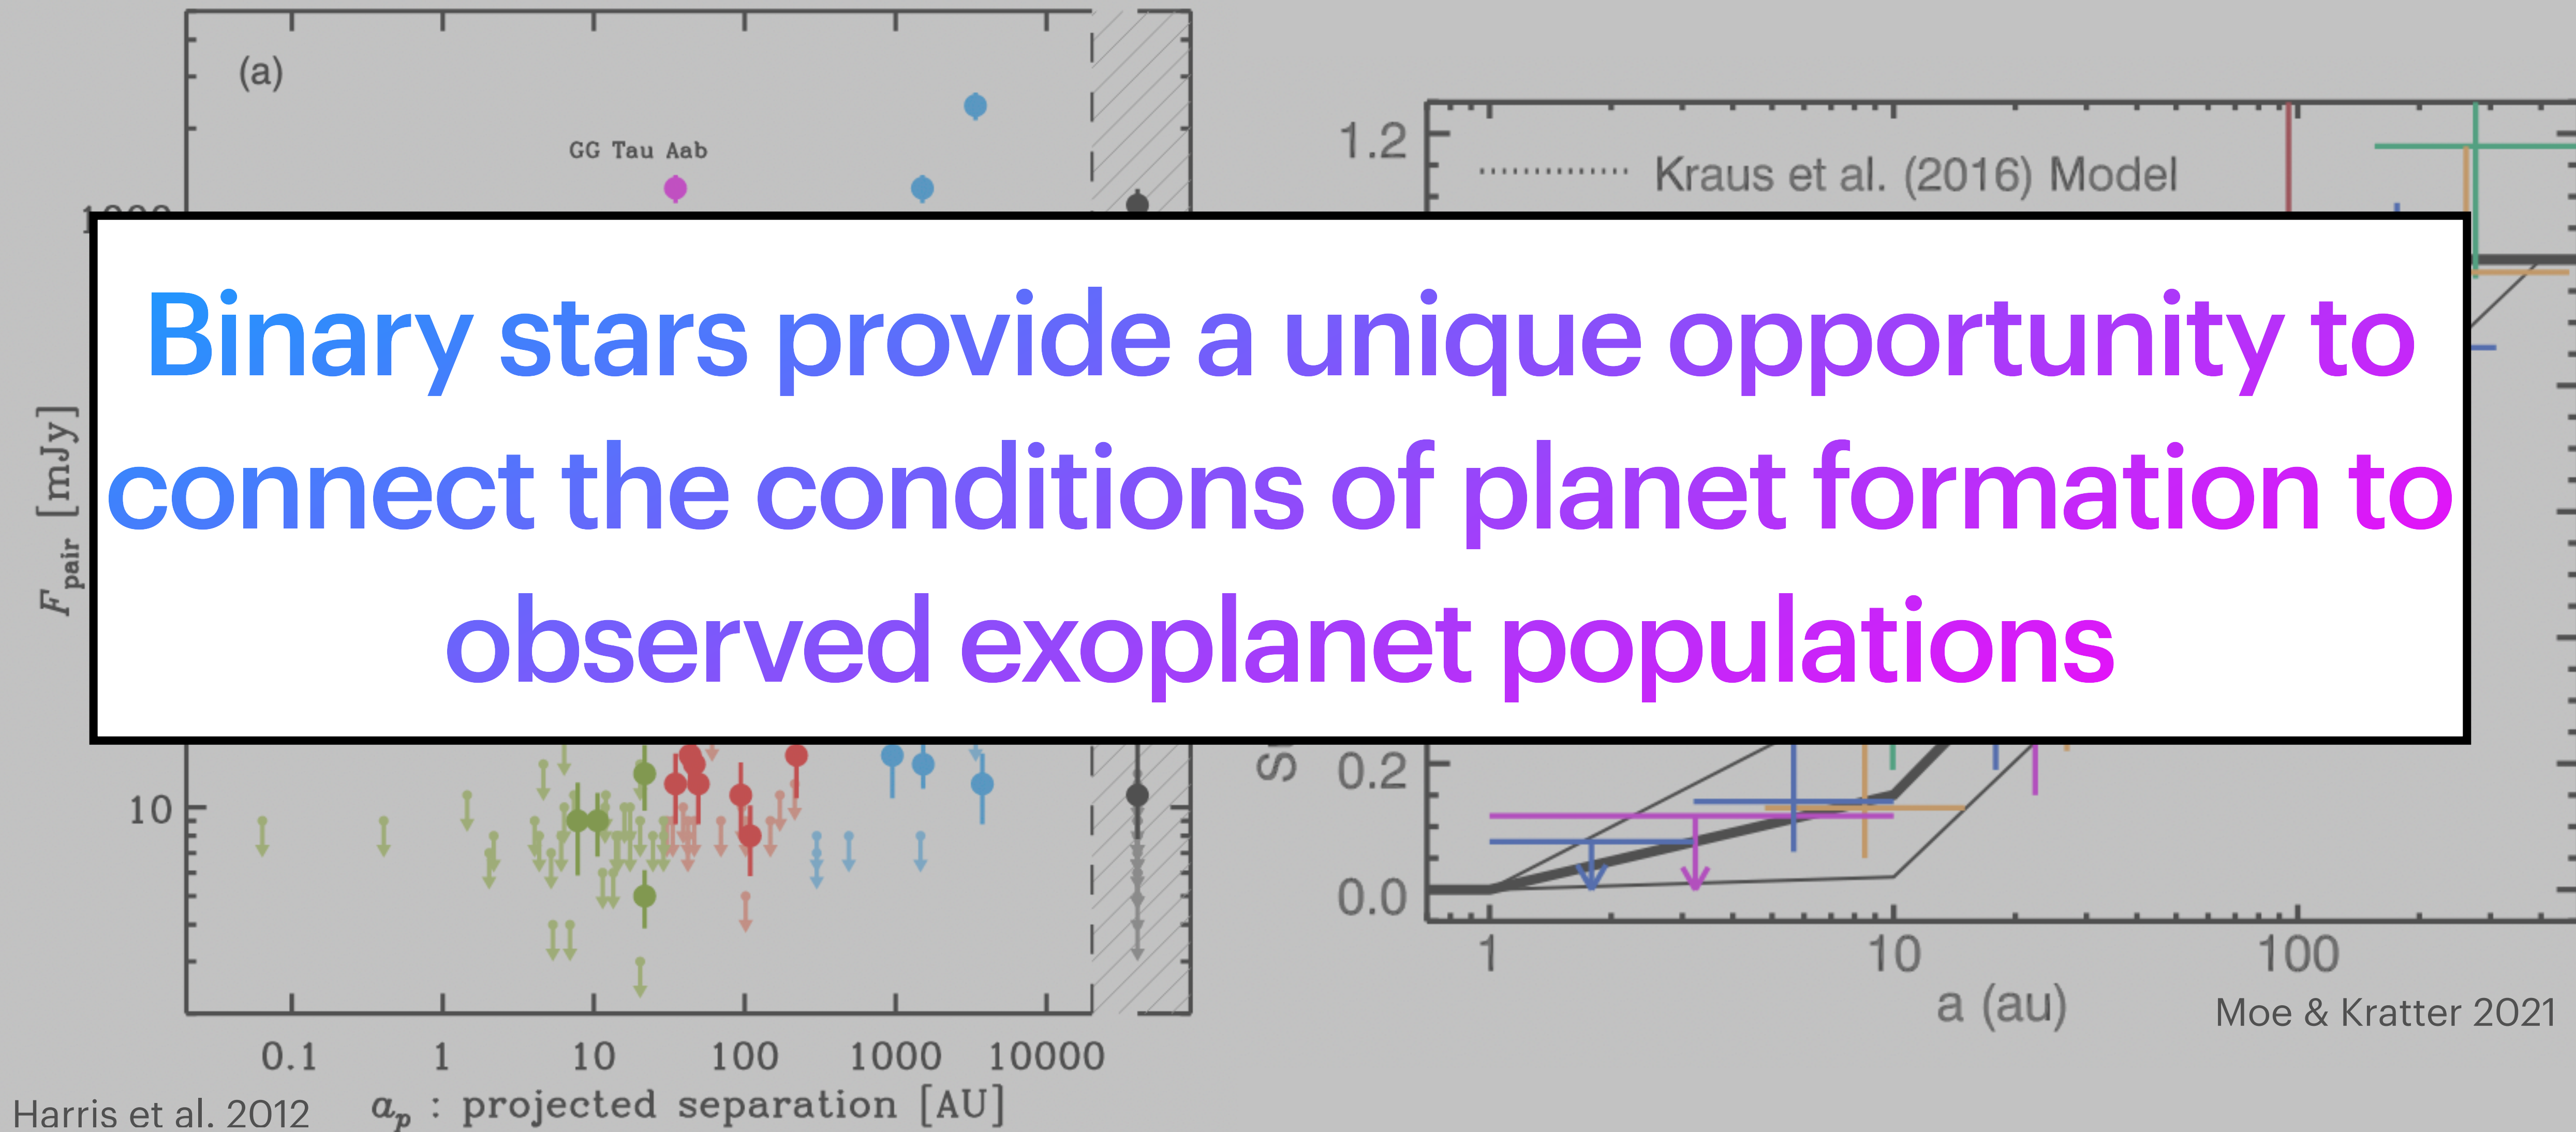 (a)
GG Tau Aab
1.2
Kraus et al. (2016) Model
Binary stars provide a unique opportunity to
connect the conditions of planet formation to
observed exoplanet populations
F_pair [mJy]
10
0.1 1 10 100 1000 10000
a_p : projected separation [AU]
Harris et al. 2012
0.2
0.0
1 10 100
a (au)
Moe & Kratter 2021